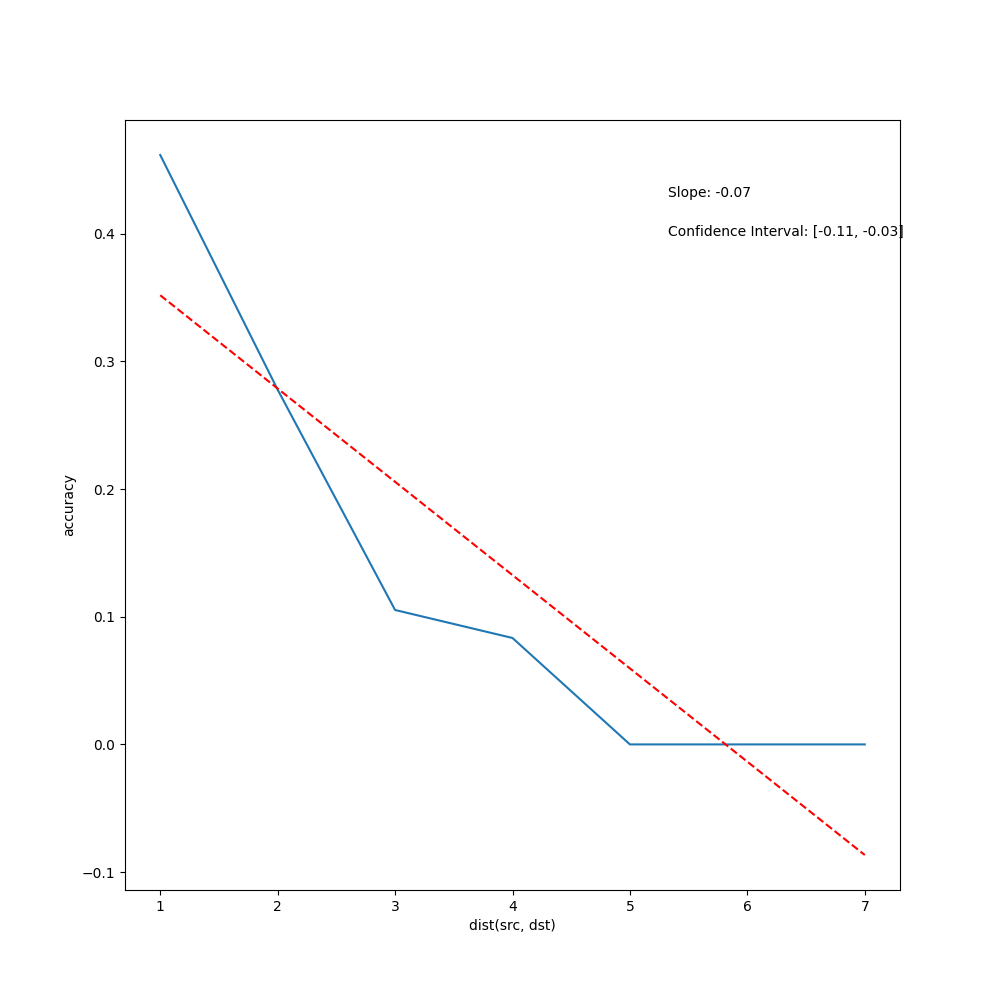 Slope: -0.07
Confidence Interval: [-0.11, -0.03]
0.4
0.3
0.2
0.1
0.0
−0.1
accuracy
1 2 3 4 5 6 7
dist(src, dst)